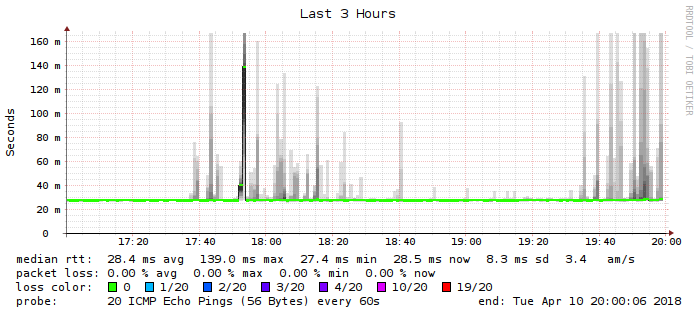 Last 3 Hours
RRDTOOL / TOBI OETIKER
Seconds
160 m
140 m
120 m
100 m
80 m
60 m
40 m
20 m
0
17:20 17:40 18:00 18:20 18:40 19:00 19:20 19:40 20:00
median rtt: 28.4 ms avg 139.0 ms max 27.4 ms min 28.5 ms now 8.3 ms sd 3.4 am/s
packet loss: 0.00 % avg 0.00 % max 0.00 % min 0.00 % now
loss color: 0 1/20 2/20 3/20 4/20 10/20 19/20
probe: 20 ICMP Echo Pings (56 Bytes) every 60s end: Tue Apr 10 20:00:06 2018